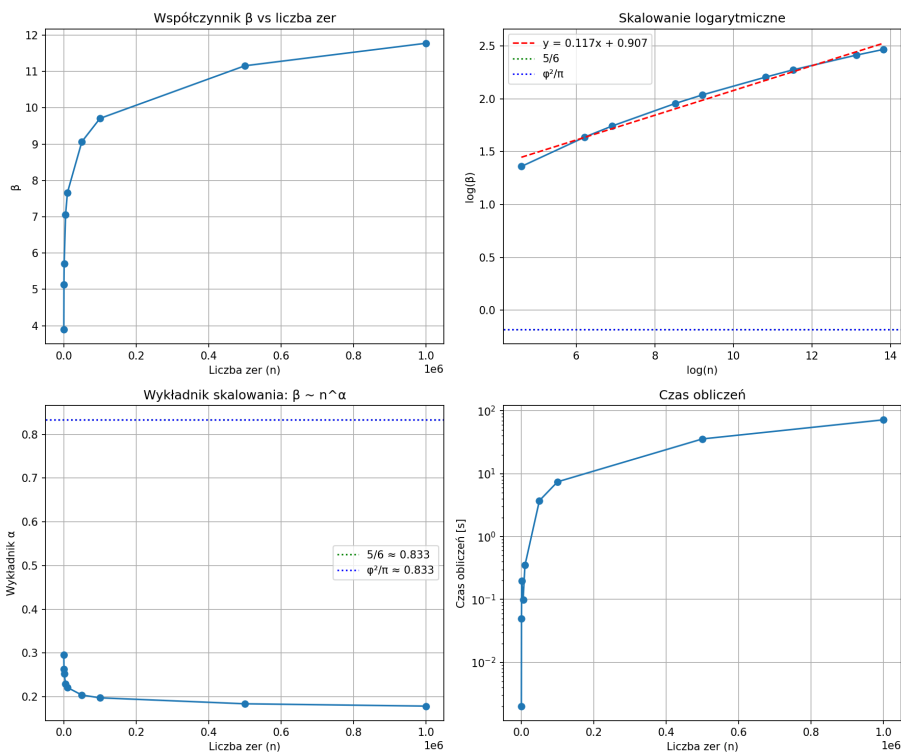 Współczynnik β vs liczba zer
12
11
10
9
8
7
6
5
4
β
0.0
0.2
0.4
0.6
0.8
1.0
1e6
Liczba zer (n)
Skalowanie logarytmiczne
y = 0.117x + 0.907
5/6
φ²/π
2.5
2.0
1.5
1.0
0.5
0.0
log(β)
6
8
10
12
14
log(n)
Wykładnik skalowania: β ~ n^α
0.8
0.7
0.6
0.5
0.4
0.3
0.2
Wykładnik α
5/6 ≈ 0.833
φ²/π ≈ 0.833
0.0
0.2
0.4
0.6
0.8
1.0
1e6
Liczba zer (n)
Czas obliczeń
10²
10¹
10⁰
10⁻¹
10⁻²
Czas obliczeń [s]
0.0
0.2
0.4
0.6
0.8
1.0
1e6
Liczba zer (n)